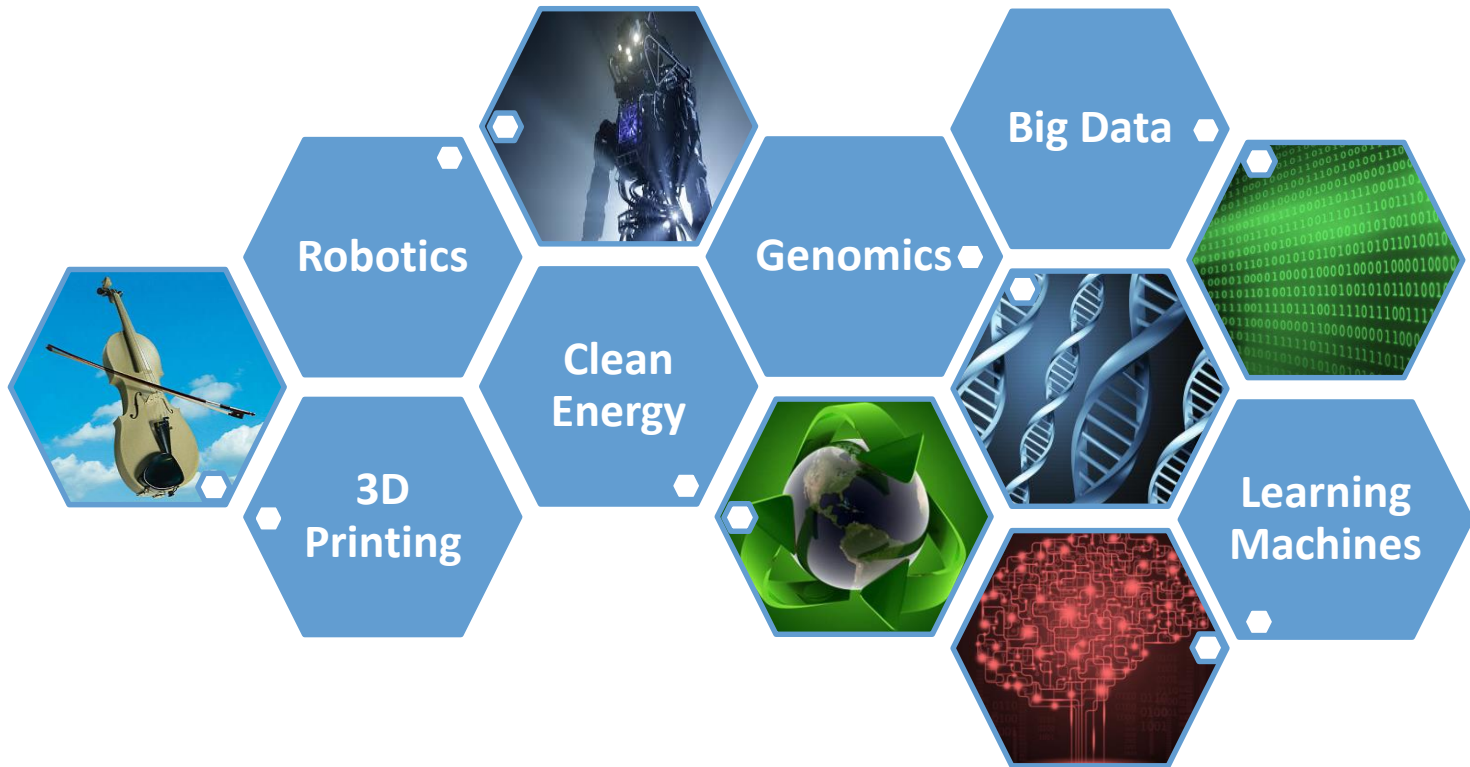 Big Data
Robotics
Genomics
Clean
Energy
3D
Printing
Learning
Machines